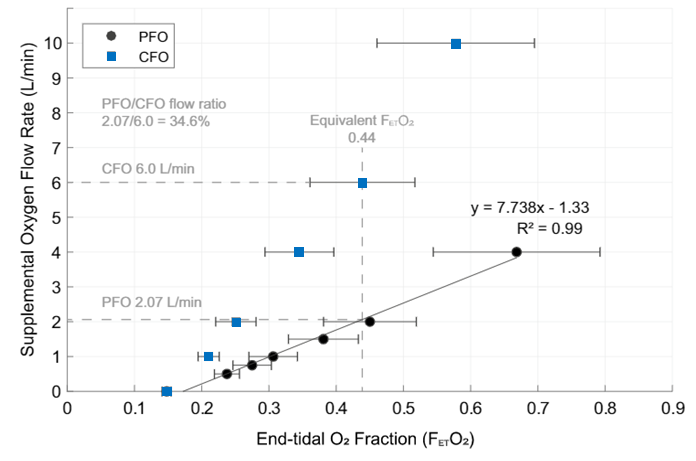 PFO
CFO
PFO/CFO flow ratio
2.07/6.0 = 34.6%
Equivalent FETO₂
0.44
CFO 6.0 L/min
y = 7.738x - 1.33
R² = 0.99
PFO 2.07 L/min
Supplemental Oxygen Flow Rate (L/min)
10
9
8
7
6
5
4
3
2
1
0
0 0.1 0.2 0.3 0.4 0.5 0.6 0.7 0.8 0.9
End-tidal O₂ Fraction (FETO₂)